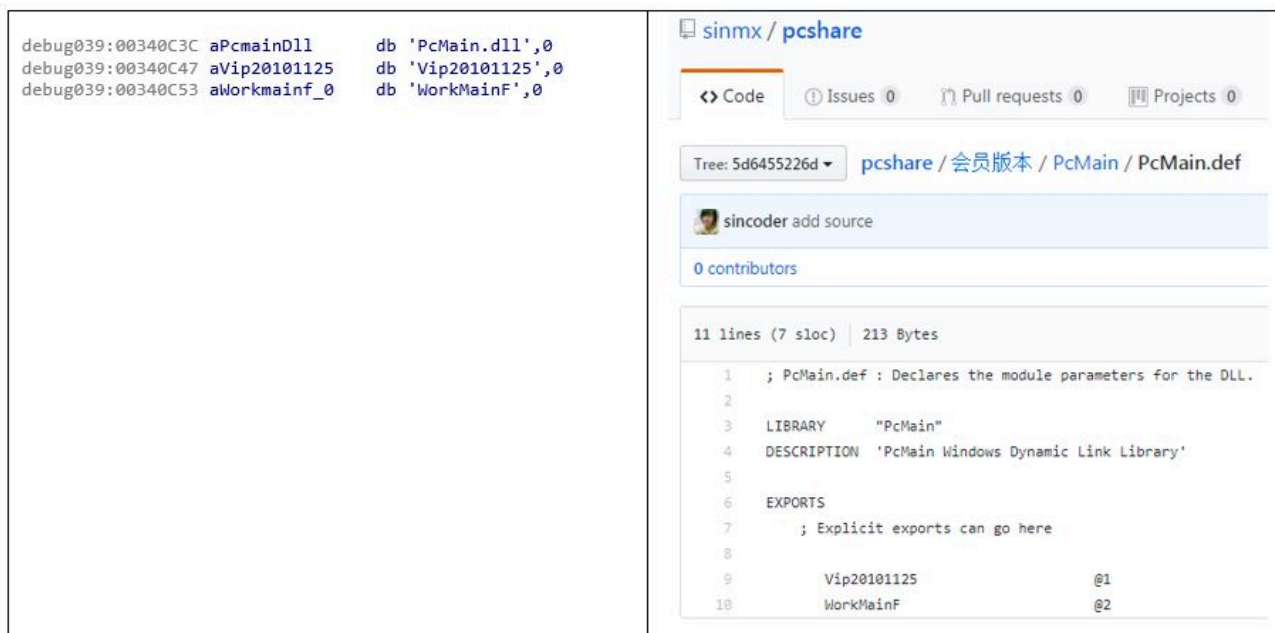 debug039:00340C3C aPcmainDll db 'PcMain.dll',0
debug039:00340C47 aVip20101125 db 'Vip20101125',0
debug039:00340C53 aWorkmainf_0 db 'WorkMainF',0
sinmx / pcshare
<> Code Issues 0 Pull requests 0 Projects 0
Tree: 5d6455226d pcshare / 会员版本 / PcMain / PcMain.def
sincoder add source
0 contributors
11 lines (7 sloc) 213 Bytes
1 ; PcMain.def : Declares the module parameters for the DLL.
2
3 LIBRARY "PcMain"
4 DESCRIPTION 'PcMain Windows Dynamic Link Library'
5
6 EXPORTS
7 ; Explicit exports can go here
8
9 Vip20101125 @1
10 WorkMainF @2